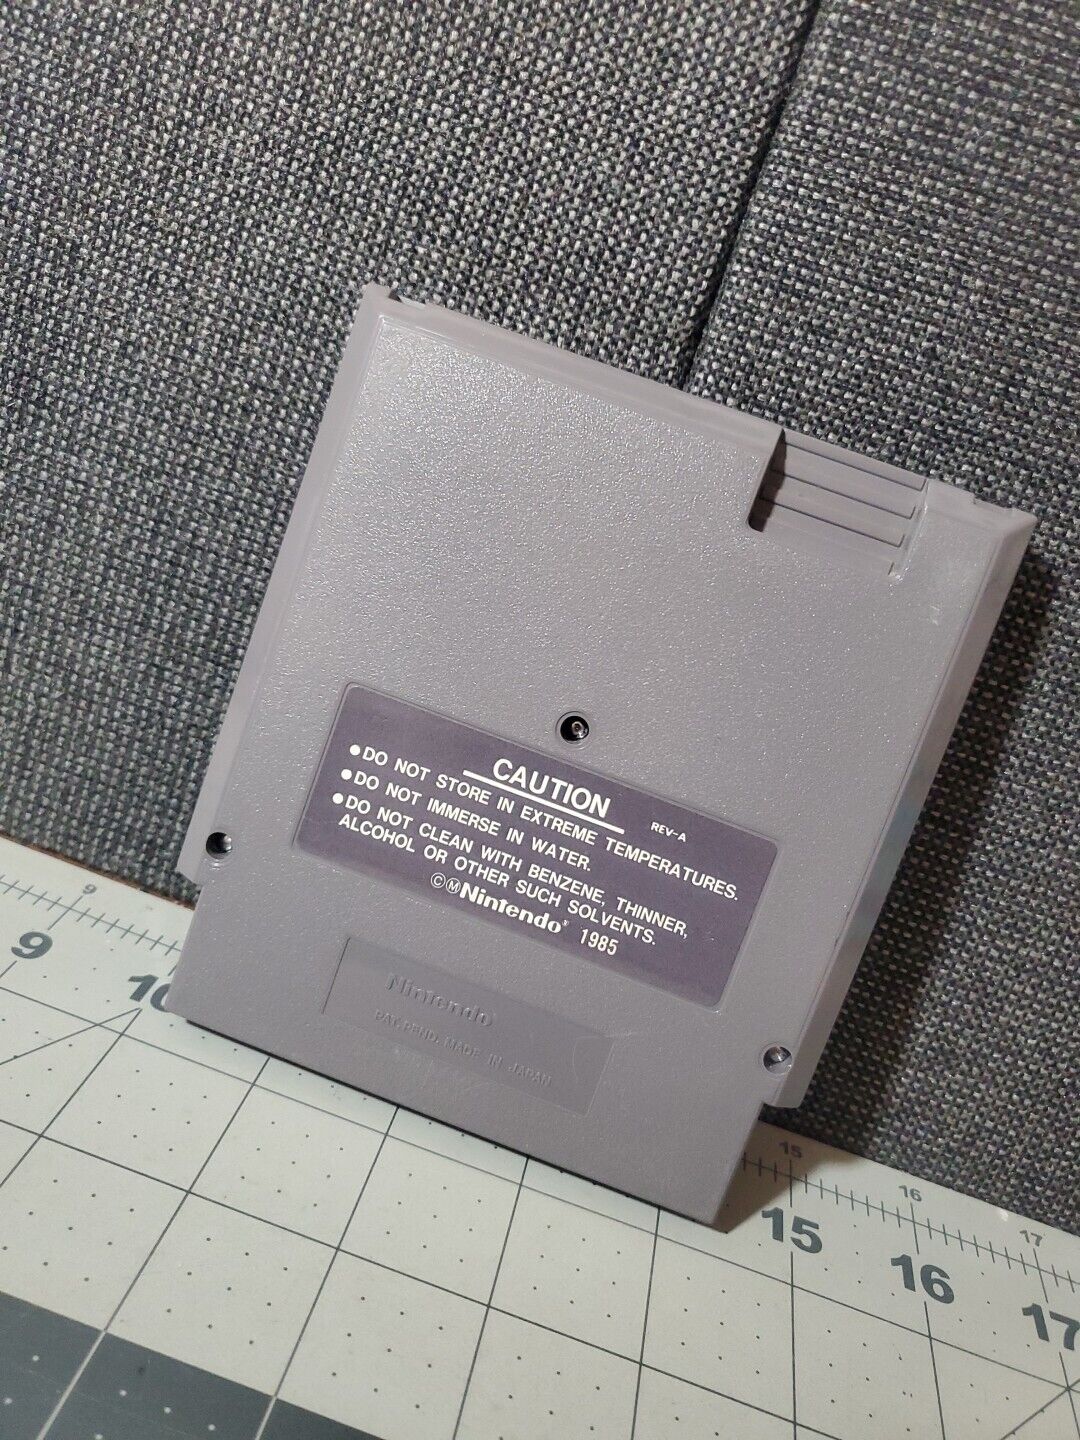 CAUTION
REV-A
●DO NOT STORE IN EXTREME TEMPERATURES.
●DO NOT IMMERSE IN WATER.
●DO NOT CLEAN WITH BENZENE, THINNER,
ALCOHOL OR OTHER SUCH SOLVENTS.
©ⓂNintendo® 1985
Nintendo®
PAT. PEND. MADE IN JAPAN
9
15
16
17
9
10
15
16
17